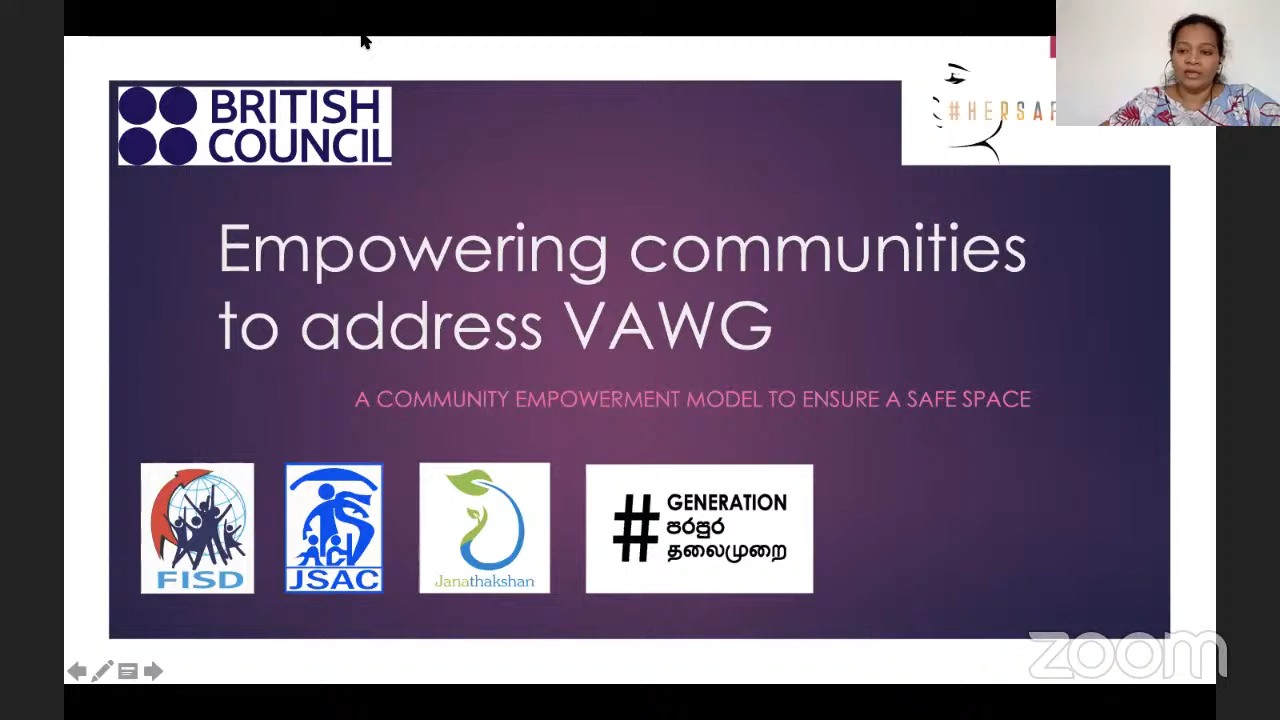 BRITISH
COUNCIL
#HERSAF
Empowering communities
to address VAWG
A COMMUNITY EMPOWERMENT MODEL TO ENSURE A SAFE SPACE
FISD
JSAC
Janathakshan
# GENERATION
පරපුර
தலைமுறை
zoom